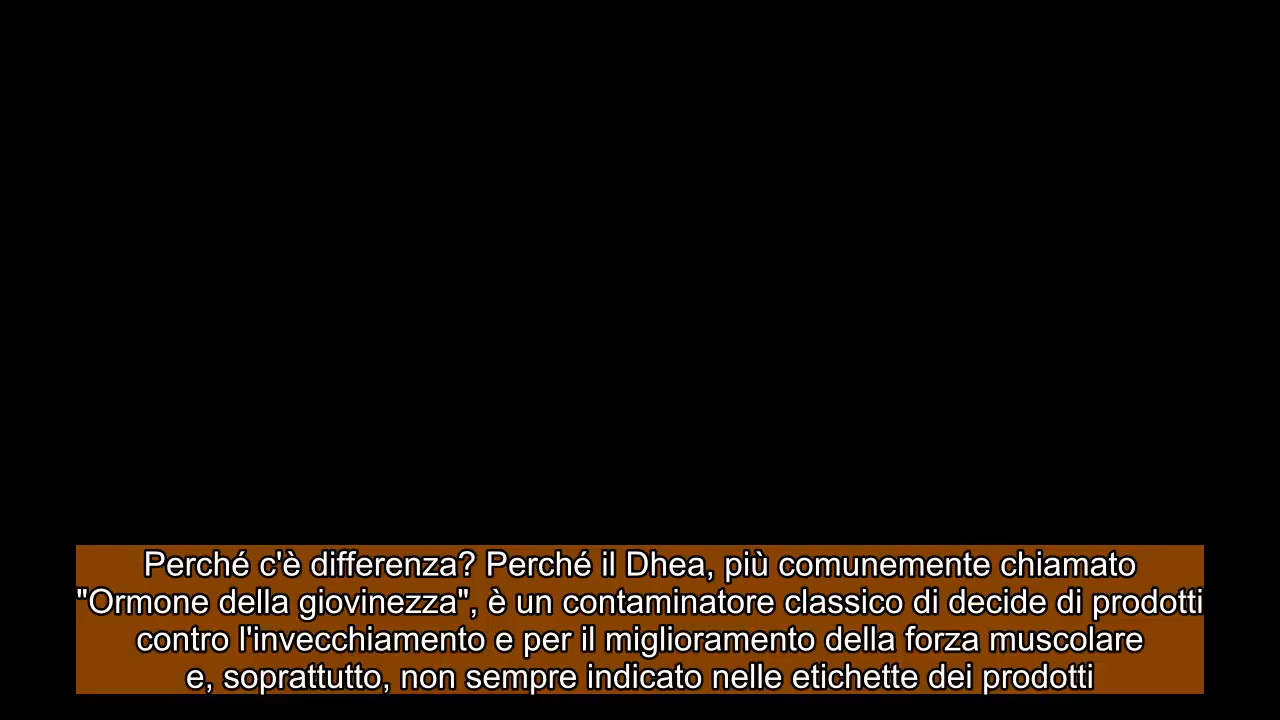 Perché c'è differenza? Perché il Dhea, più comunemente chiamato
"Ormone della giovinezza", è un contaminatore classico di decide di prodotti
contro l'invecchiamento e per il miglioramento della forza muscolare
e, soprattutto, non sempre indicato nelle etichette dei prodotti